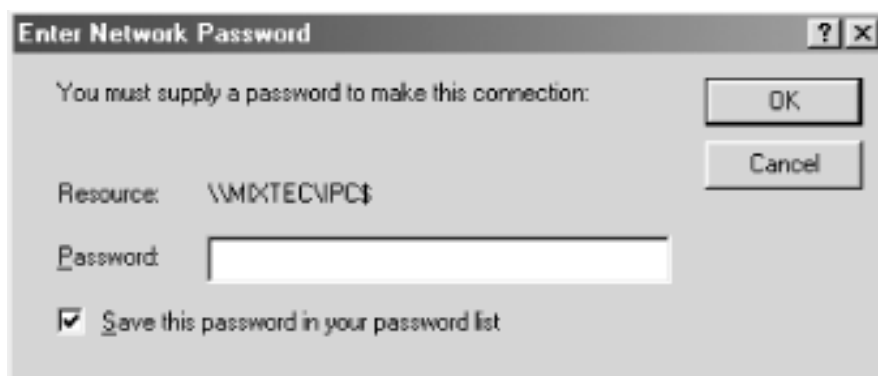 Enter Network Password ? ×
You must supply a password to make this connection: OK
Cancel
Resource: \\MIXTEC\IPC$
Password:
Save this password in your password list